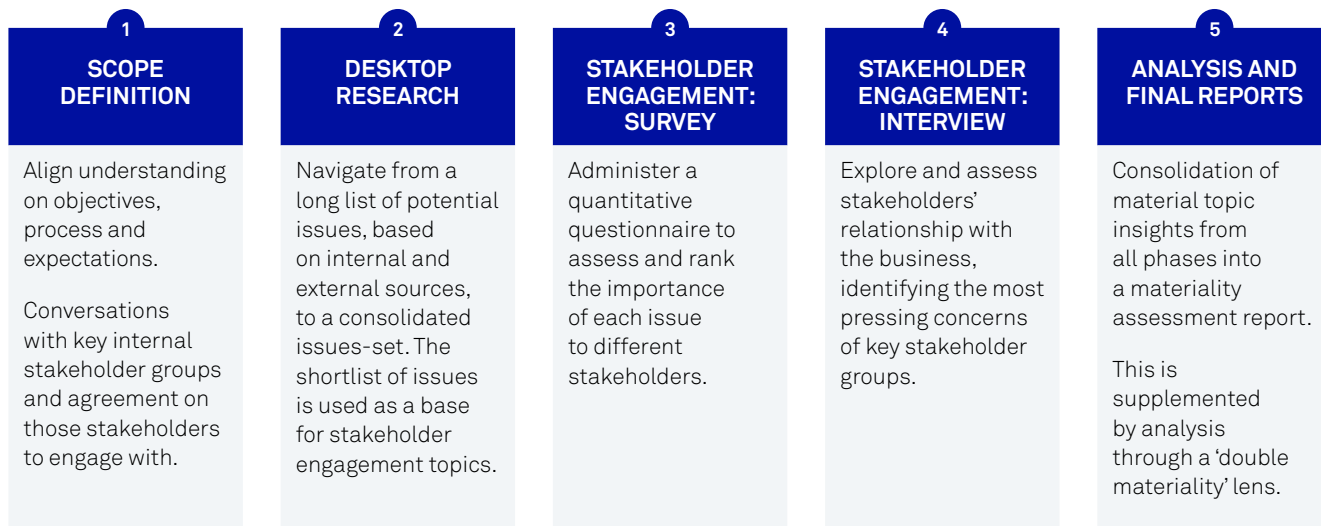 1
SCOPE
DEFINITION
Align understanding
on objectives,
process and
expectations.
Conversations
with key internal
stakeholder groups
and agreement on
those stakeholders
to engage with.
2
DESKTOP
RESEARCH
Navigate from a
long list of potential
issues, based
on internal and
external sources,
to a consolidated
issues-set. The
shortlist of issues
is used as a base
for stakeholder
engagement topics.
3
STAKEHOLDER
ENGAGEMENT:
SURVEY
Administer a
quantitative
questionnaire to
assess and rank
the importance
of each issue
to different
stakeholders.
4
STAKEHOLDER
ENGAGEMENT:
INTERVIEW
Explore and assess
stakeholders’
relationship with
the business,
identifying the most
pressing concerns
of key stakeholder
groups.
5
ANALYSIS AND
FINAL REPORTS
Consolidation of
material topic
insights from
all phases into
a materiality
assessment report.
This is
supplemented
by analysis
through a ‘double
materiality’ lens.